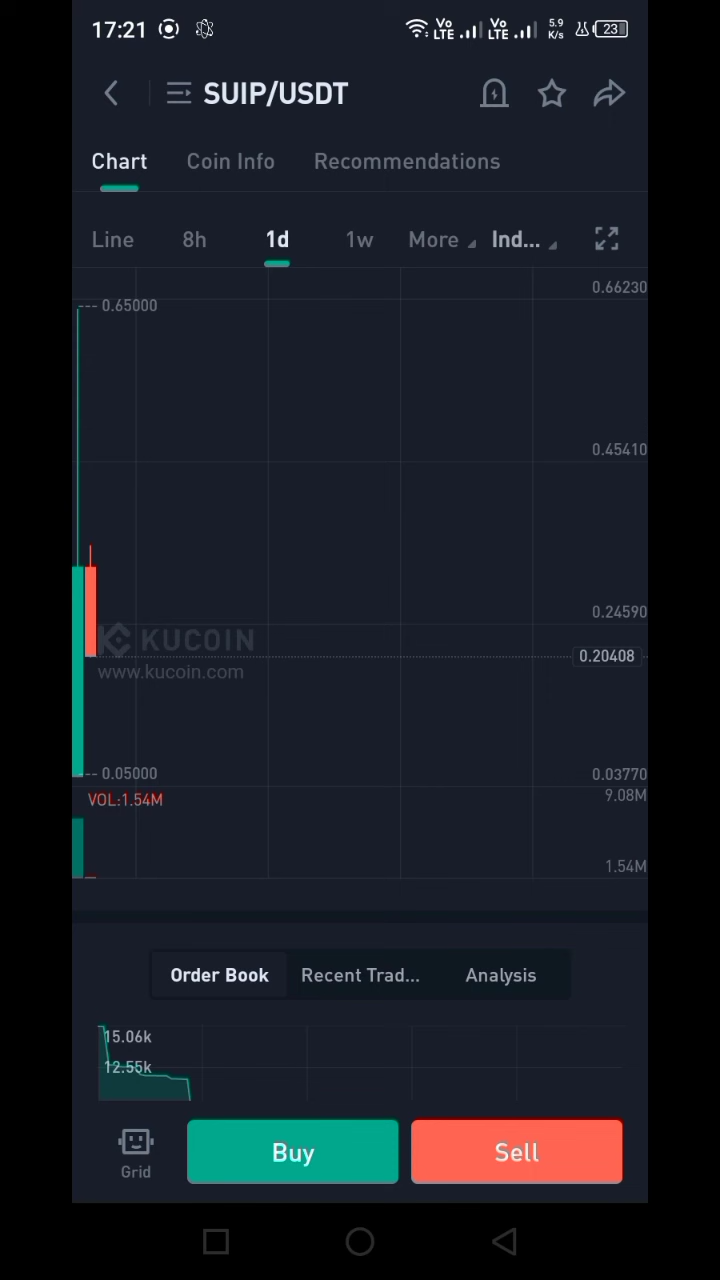 17:21 Vo LTE Vo LTE 5.9 K/s 23
SUIP/USDT
Chart Coin Info Recommendations
Line 8h 1d 1w More Ind...
0.66230
--- 0.65000
0.45410
0.24590
KUCOIN
0.20408
www.kucoin.com
--- 0.05000 0.03770
VOL:1.54M 9.08M
1.54M
Order Book Recent Trad... Analysis
15.06k
12.55k
Grid Buy Sell